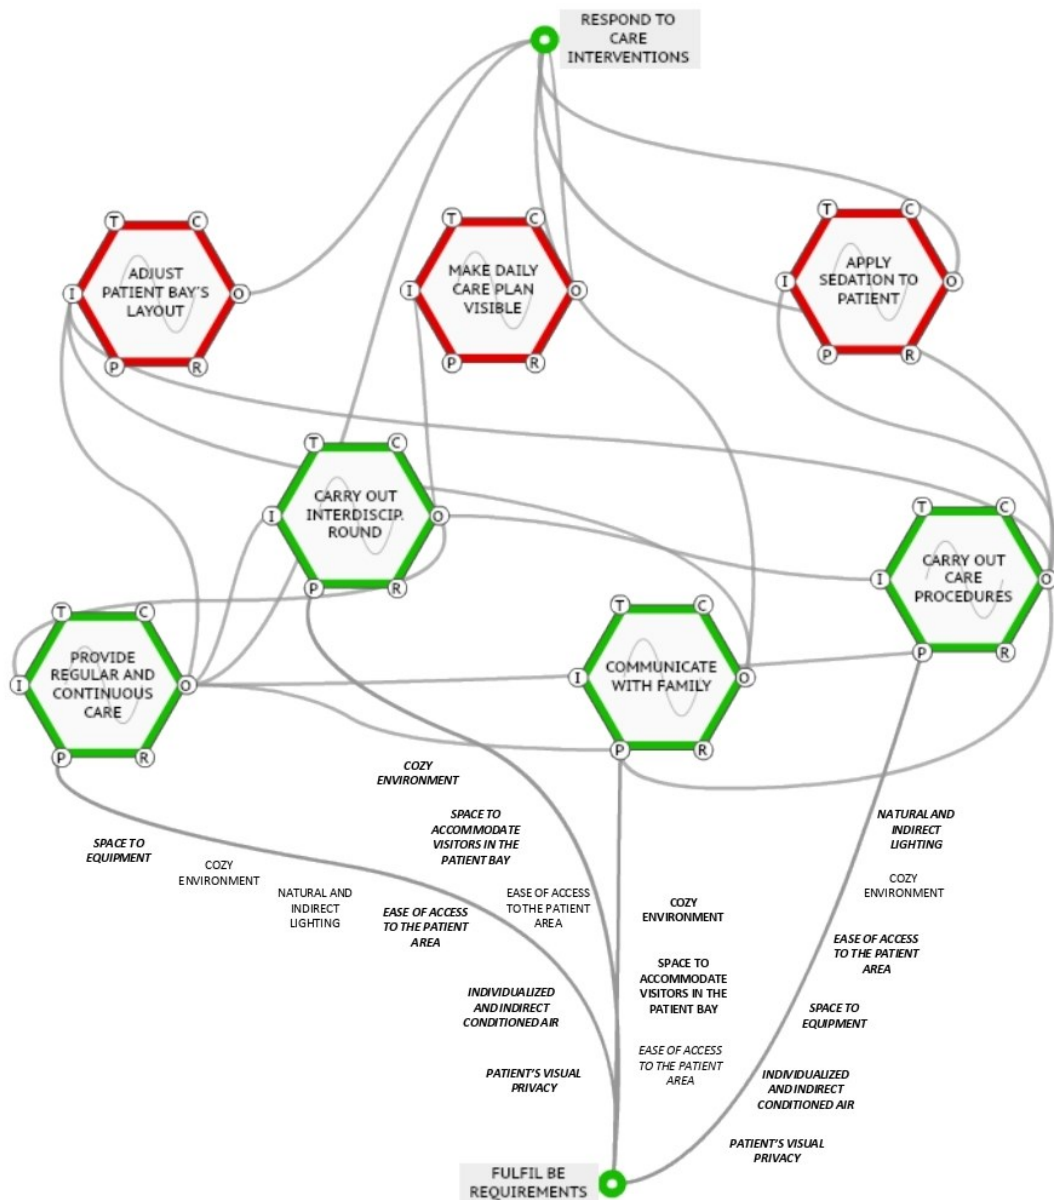 RESPOND TO
CARE
INTERVENTIONS
T
C
I
O
P
R
ADJUST
PATIENT BAY'S
LAYOUT
T
C
I
O
P
R
MAKE DAILY
CARE PLAN
VISIBLE
T
C
I
O
P
R
APPLY
SEDATION TO
PATIENT
T
C
I
O
P
R
CARRY OUT
INTERDISCIP.
ROUND
T
C
I
O
P
R
CARRY OUT
CARE
PROCEDURES
T
C
I
O
P
R
PROVIDE
REGULAR AND
CONTINUOUS
CARE
T
C
I
O
P
R
COMMUNICATE
WITH FAMILY
SPACE TO
EQUIPMENT
COZY
ENVIRONMENT
NATURAL AND
INDIRECT
LIGHTING
EASE OF ACCESS
TO THE PATIENT
AREA
INDIVIDUALIZED
AND INDIRECT
CONDITIONED AIR
PATIENT'S VISUAL
PRIVACY
COZY
ENVIRONMENT
SPACE TO
ACCOMMODATE
VISITORS IN THE
PATIENT BAY
EASE OF ACCESS
TO THE PATIENT
AREA
COZY
ENVIRONMENT
SPACE TO
ACCOMMODATE
VISITORS IN THE
PATIENT BAY
EASE OF ACCESS
TO THE PATIENT
AREA
NATURAL AND
INDIRECT
LIGHTING
COZY
ENVIRONMENT
EASE OF ACCESS
TO THE PATIENT
AREA
SPACE TO
EQUIPMENT
INDIVIDUALIZED
AND INDIRECT
CONDITIONED AIR
PATIENT'S VISUAL
PRIVACY
FULFIL BE
REQUIREMENTS